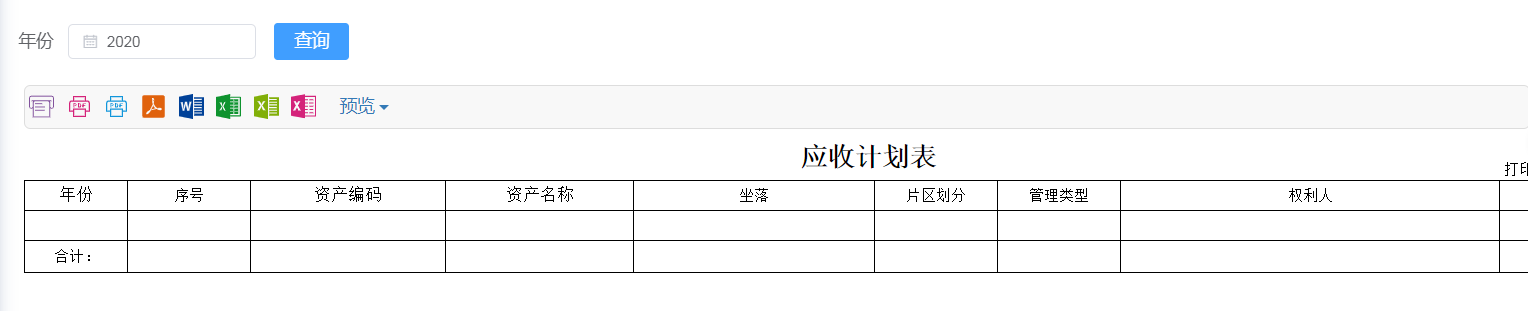 年份 2020 查询
PDF PDF W X X X 预览
应收计划表
打印
年份 序号 资产编码 资产名称 坐落 片区划分 管理类型 权利人
合计：